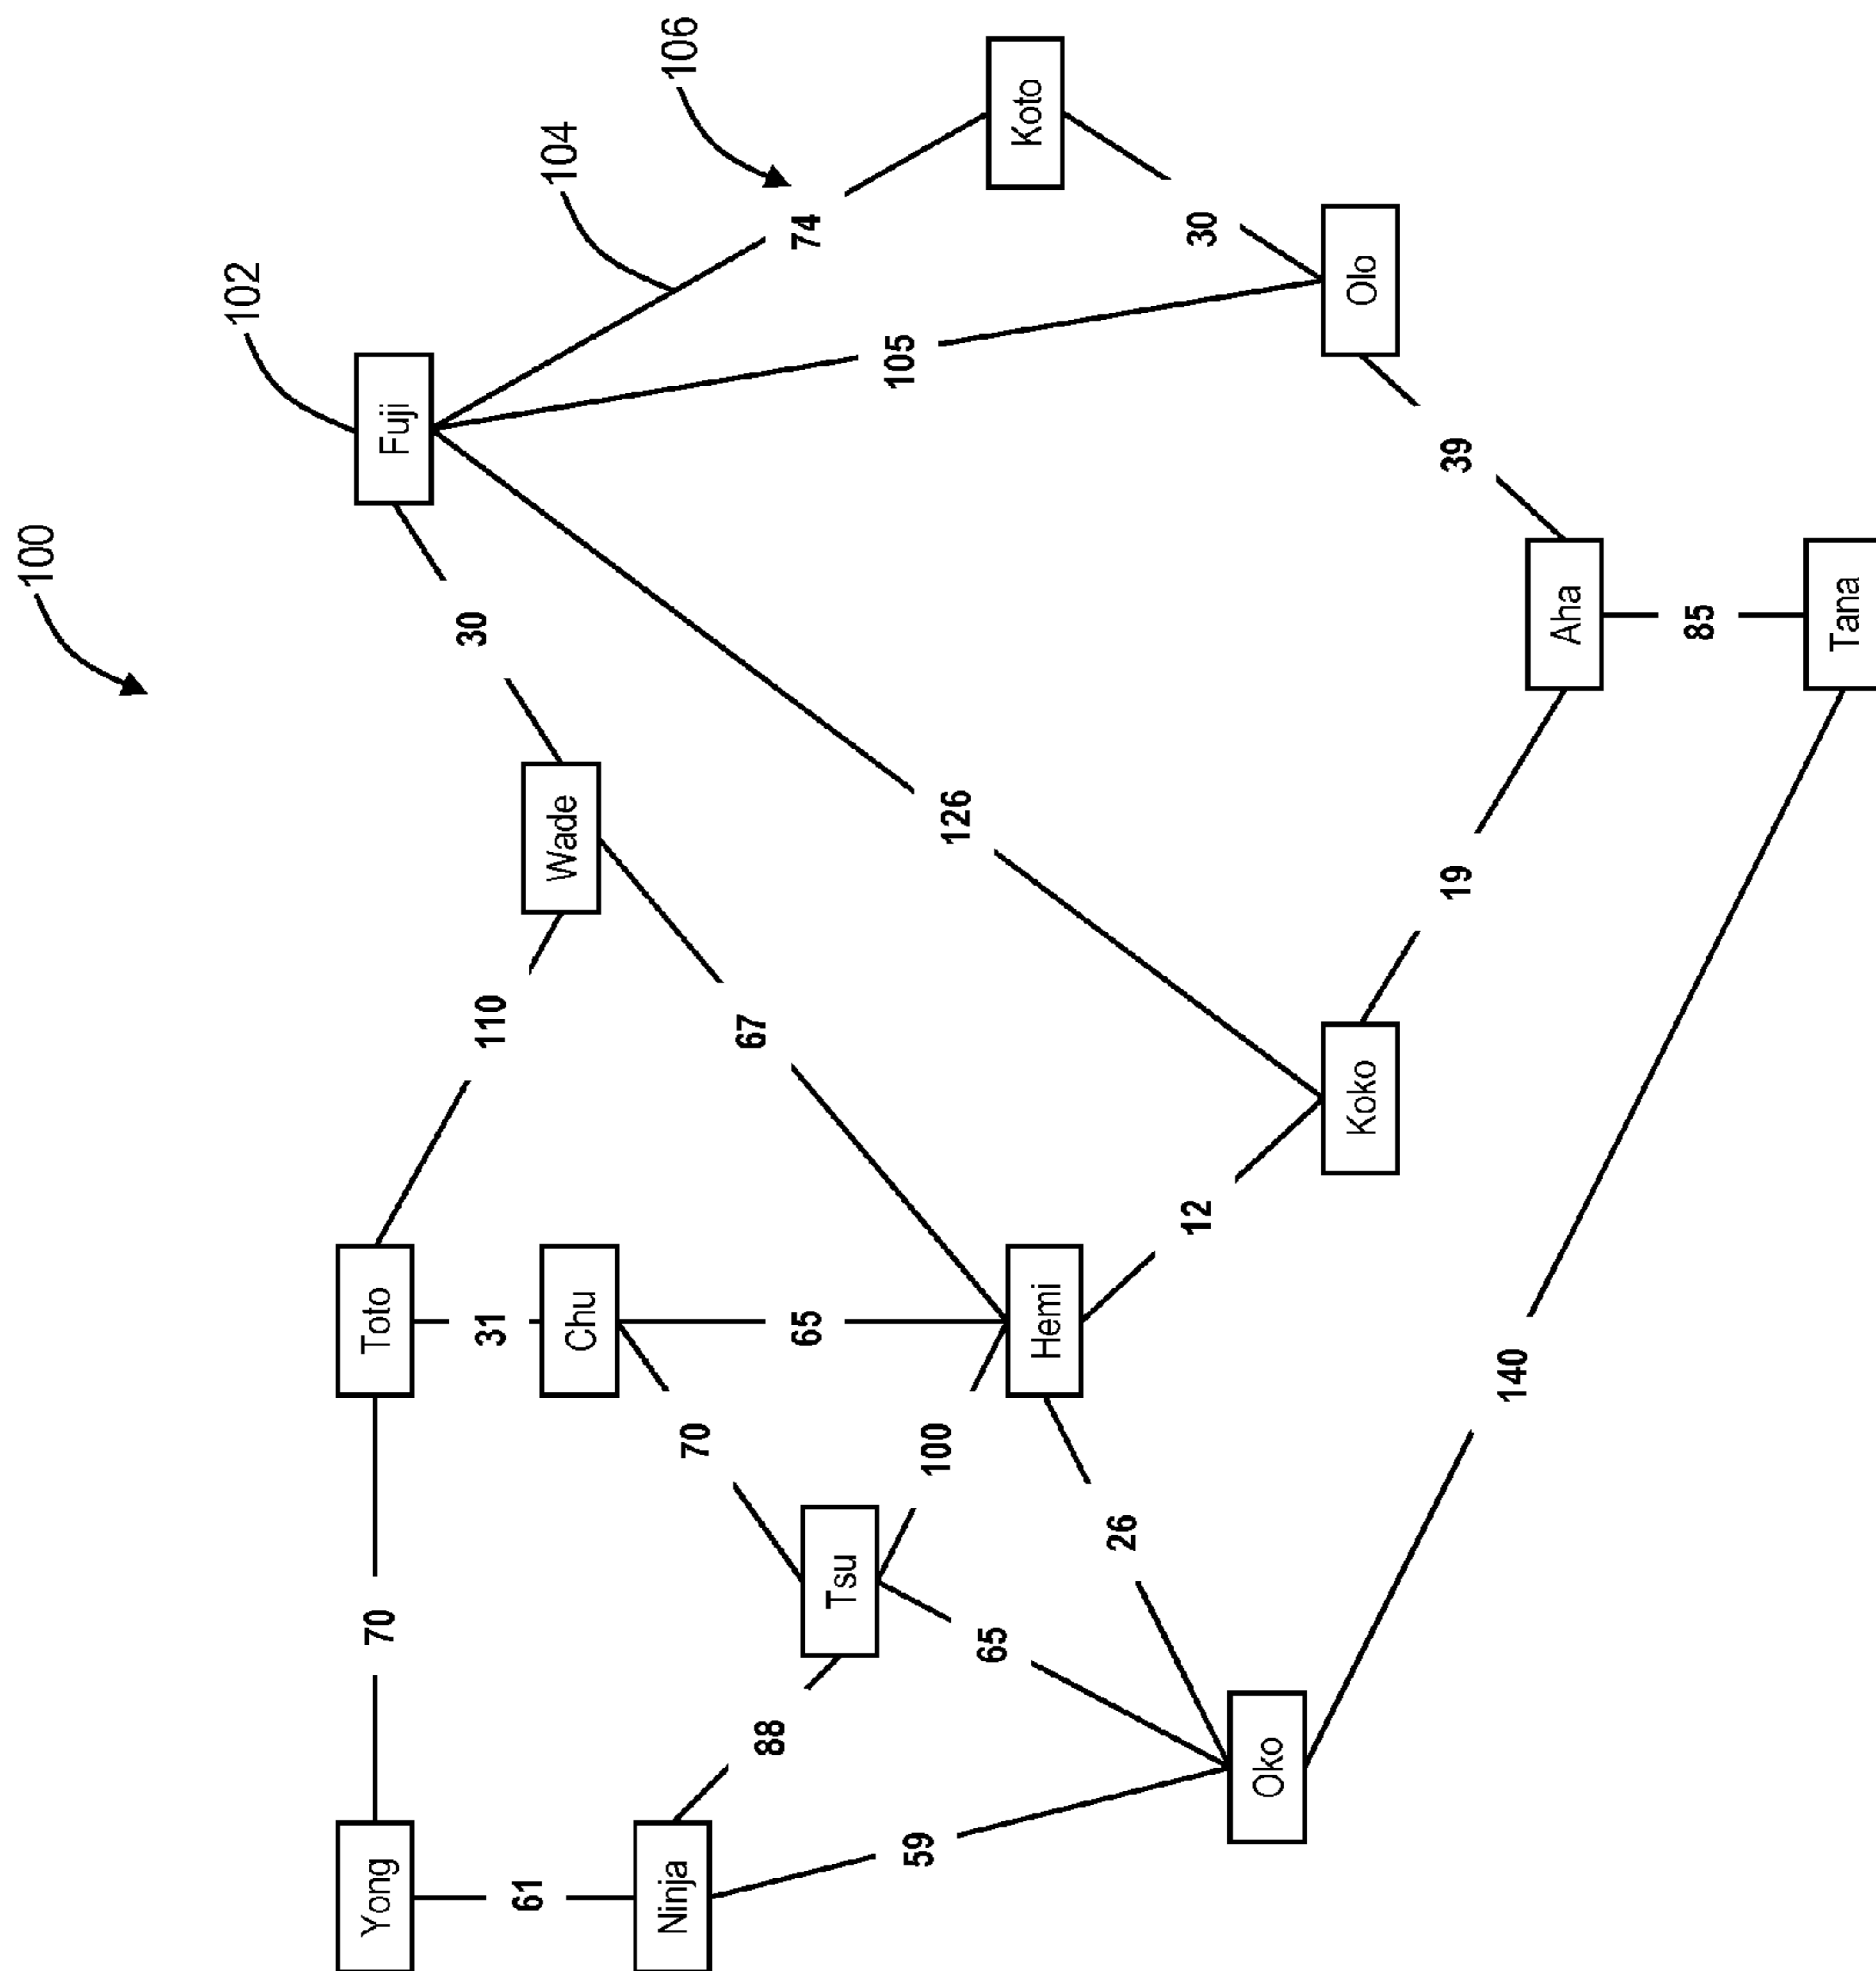 100
Yong
70
Toto
110
Wade
30
Fuji
102
104
106
61
31
Ninja
Chu
67
74
88
70
65
Tsu
100
126
105
Koto
59
65
26
Hemi
12
30
Oko
Koko
Olo
140
19
39
Aha
85
Tana